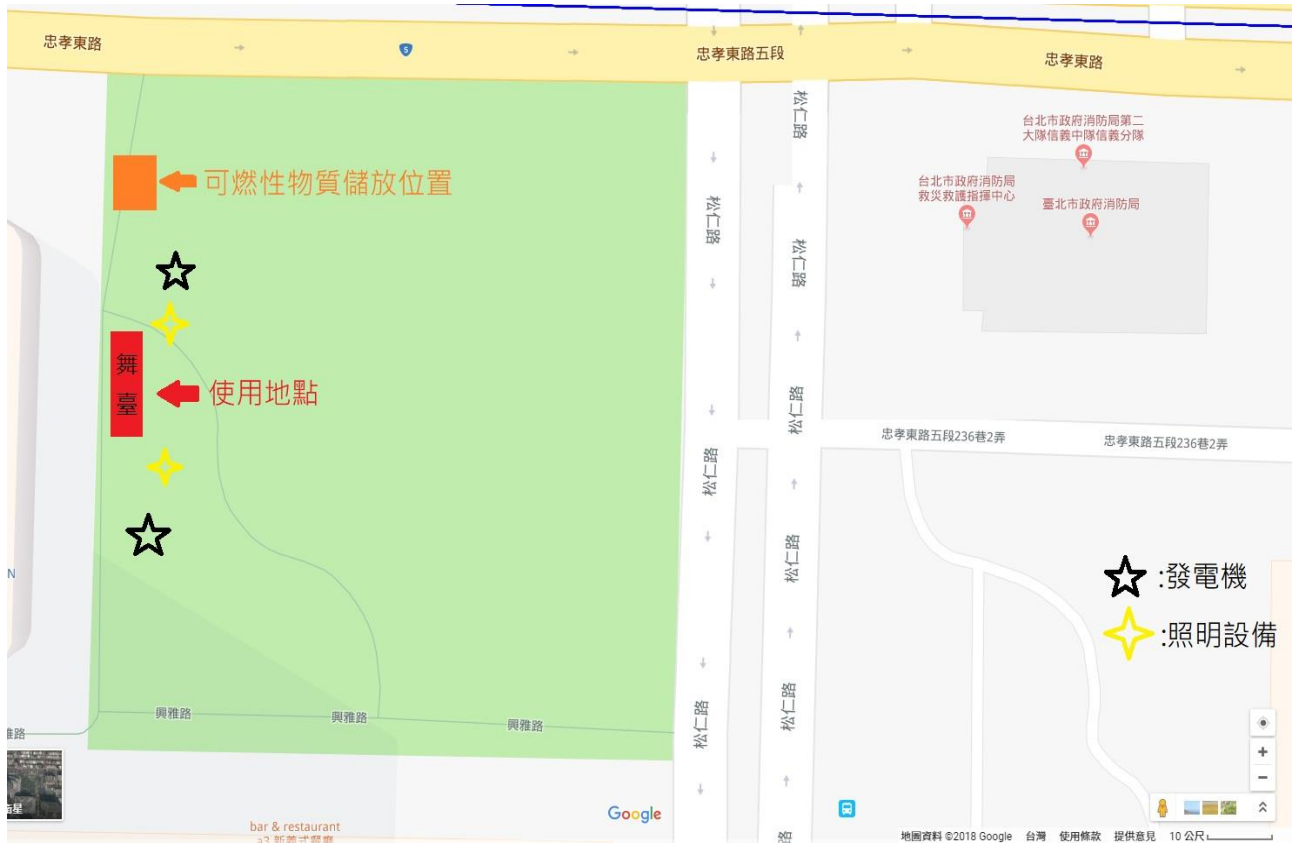 忠孝東路
5
忠孝東路五段
忠孝東路
松仁路
台北市政府消防局第二
大隊信義中隊信義分隊
可燃性物質儲放位置
台北市政府消防局
救災救護指揮中心
臺北市政府消防局
松仁路
松仁路
舞
臺
使用地點
松仁路
忠孝東路五段236巷2弄
忠孝東路五段236巷2弄
松仁路
松仁路
N
:發電機
:照明設備
興雅路
興雅路
興雅路
松仁路
松仁路
雅路
星
Google
bar & restaurant
路
地圖資料 ©2018 Google
台灣
使用條款
提供意見
10 公尺